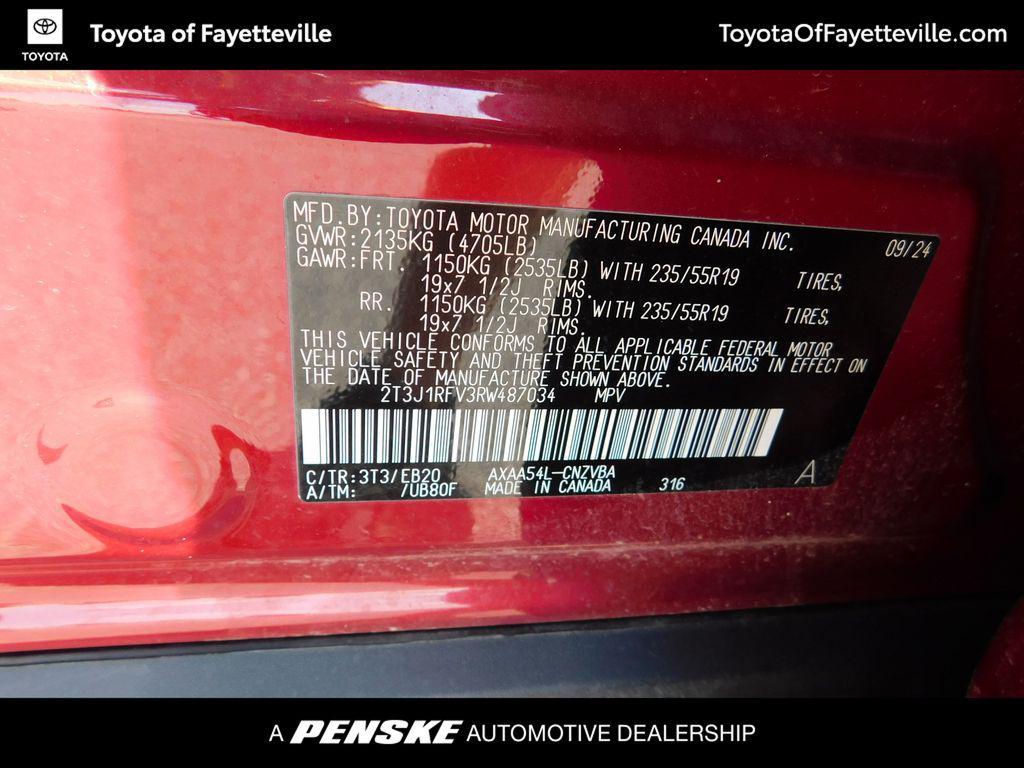 TOYOTA
Toyota of Fayetteville
ToyotaOfFayetteville.com
MFD.BY:TOYOTA MOTOR MANUFACTURING CANADA INC. 09/24
GVWR:2135KG (4705LB)
GAWR:FRT. 1150KG (2535LB) WITH 235/55R19 TIRES,
19x7 1/2J RIMS.
RR. 1150KG (2535LB) WITH 235/55R19 TIRES,
19x7 1/2J RIMS.
THIS VEHICLE CONFORMS TO ALL APPLICABLE FEDERAL MOTOR
VEHICLE SAFETY AND THEFT PREVENTION STANDARDS IN EFFECT ON
THE DATE OF MANUFACTURE SHOWN ABOVE.
2T3J1RFV3RW487034 MPV
C/TR:3T3/EB20 AXAA54L-CNZVBA
A/TM: /UB80F MADE IN CANADA 316 A
A PENSKE AUTOMOTIVE DEALERSHIP